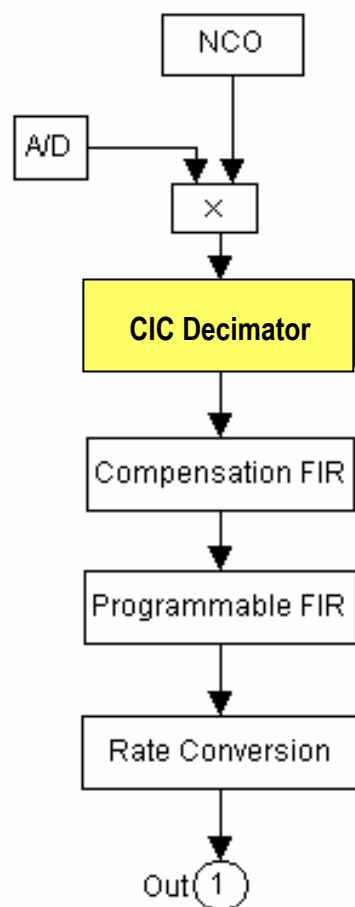 NCO
A/D
×
CIC Decimator
Compensation FIR
Programmable FIR
Rate Conversion
Out 1